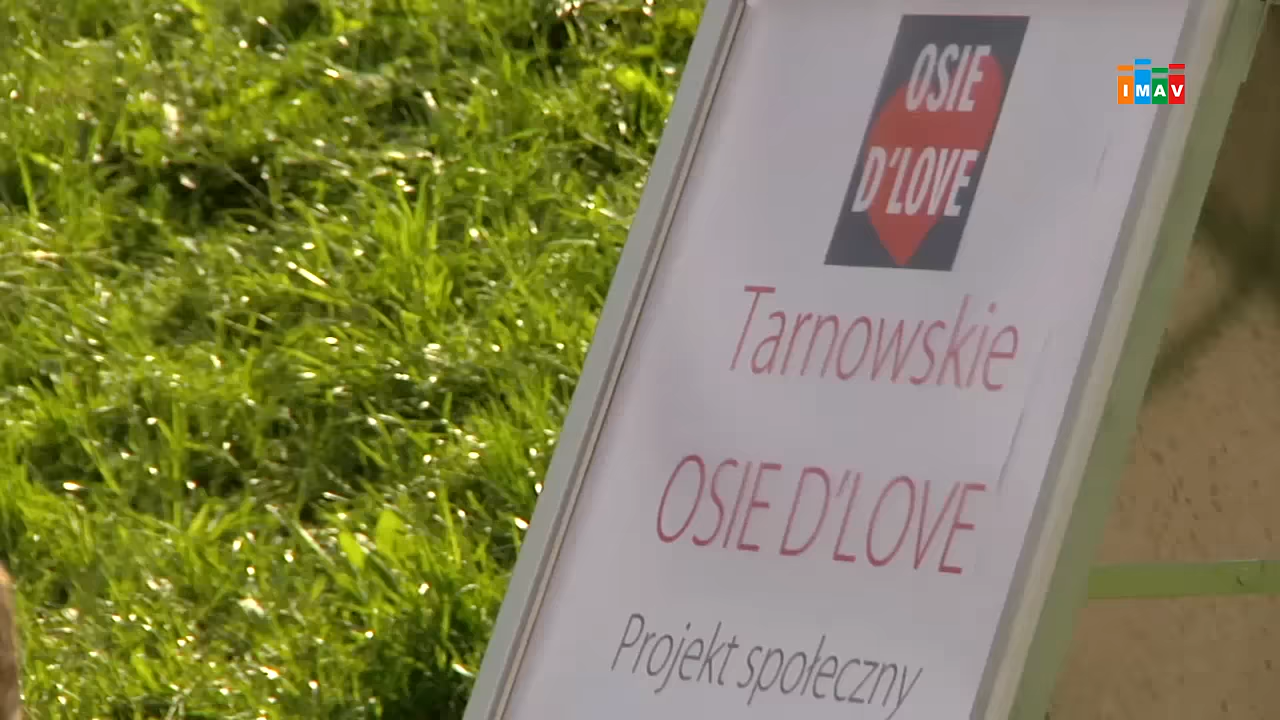 IMAV
OSIE
D'LOVE
Tarnowskie
OSIE D'LOVE
Projekt społeczny